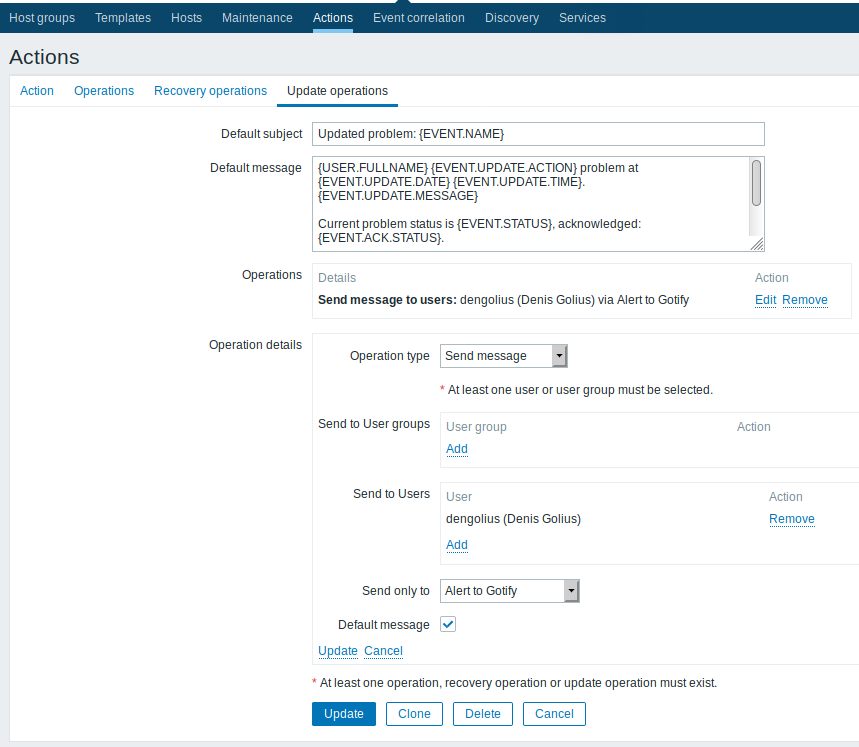 Host groups Templates Hosts Maintenance Actions Event correlation Discovery Services
Actions
Action Operations Recovery operations Update operations
Default subject Updated problem: {EVENT.NAME}
Default message {USER.FULLNAME} {EVENT.UPDATE.ACTION} problem at
{EVENT.UPDATE.DATE} {EVENT.UPDATE.TIME}.
{EVENT.UPDATE.MESSAGE}
Current problem status is {EVENT.STATUS}, acknowledged:
{EVENT.ACK.STATUS}.
Operations Details Action
Send message to users: dengolius (Denis Golius) via Alert to Gotify Edit Remove
Operation details
Operation type Send message
* At least one user or user group must be selected.
Send to User groups User group Action
Add
Send to Users User Action
dengolius (Denis Golius) Remove
Add
Send only to Alert to Gotify
Default message
Update Cancel
* At least one operation, recovery operation or update operation must exist.
Update Clone Delete Cancel